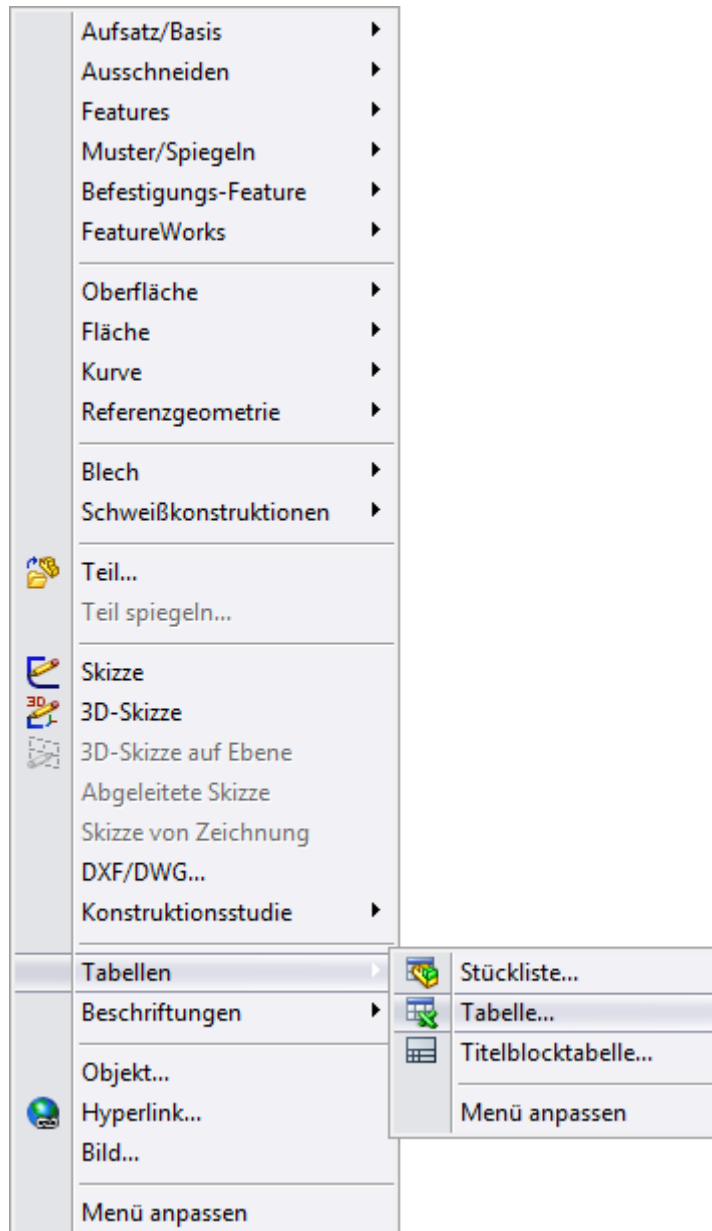 Aufsatz/Basis
Ausschneiden
Features
Muster/Spiegeln
Befestigungs-Feature
FeatureWorks
Oberfläche
Fläche
Kurve
Referenzgeometrie
Blech
Schweißkonstruktionen
Teil...
Teil spiegeln...
Skizze
3D-Skizze
3D-Skizze auf Ebene
Abgeleitete Skizze
Skizze von Zeichnung
DXF/DWG...
Konstruktionsstudie
Tabellen
Beschriftungen
Objekt...
Hyperlink...
Bild...
Menü anpassen
Stückliste...
Tabelle...
Titelblocktabelle...
Menü anpassen